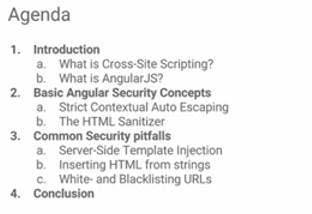 Agenda
1. Introduction
a. What is Cross-Site Scripting?
b. What is AngularJS?
2. Basic Angular Security Concepts
a. Strict Contextual Auto Escaping
b. The HTML Sanitizer
3. Common Security pitfalls
a. Server-Side Template Injection
b. Inserting HTML from strings
c. White- and Blacklisting URLs
4. Conclusion